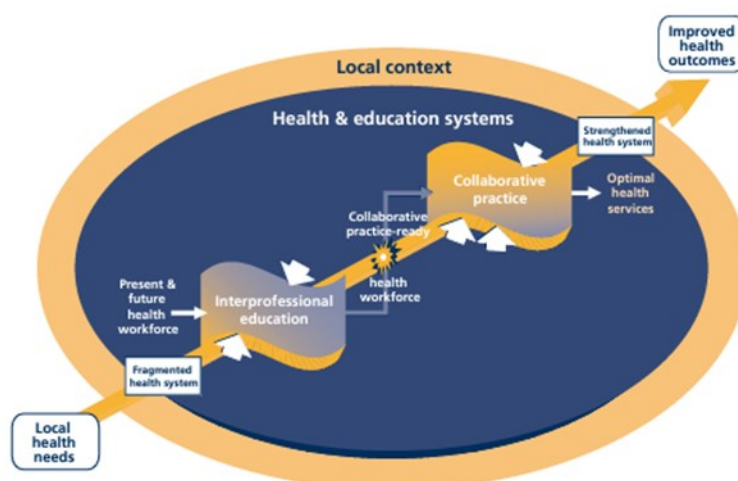 Improved
health
outcomes
Local context
Health & education systems
Strengthened
health system
Collaborative
practice
Optimal
health
services
Collaborative
practice-ready
health
workforce
Present &
future
health
workforce
Interprofessional
education
Fragmented
health system
Local
health
needs